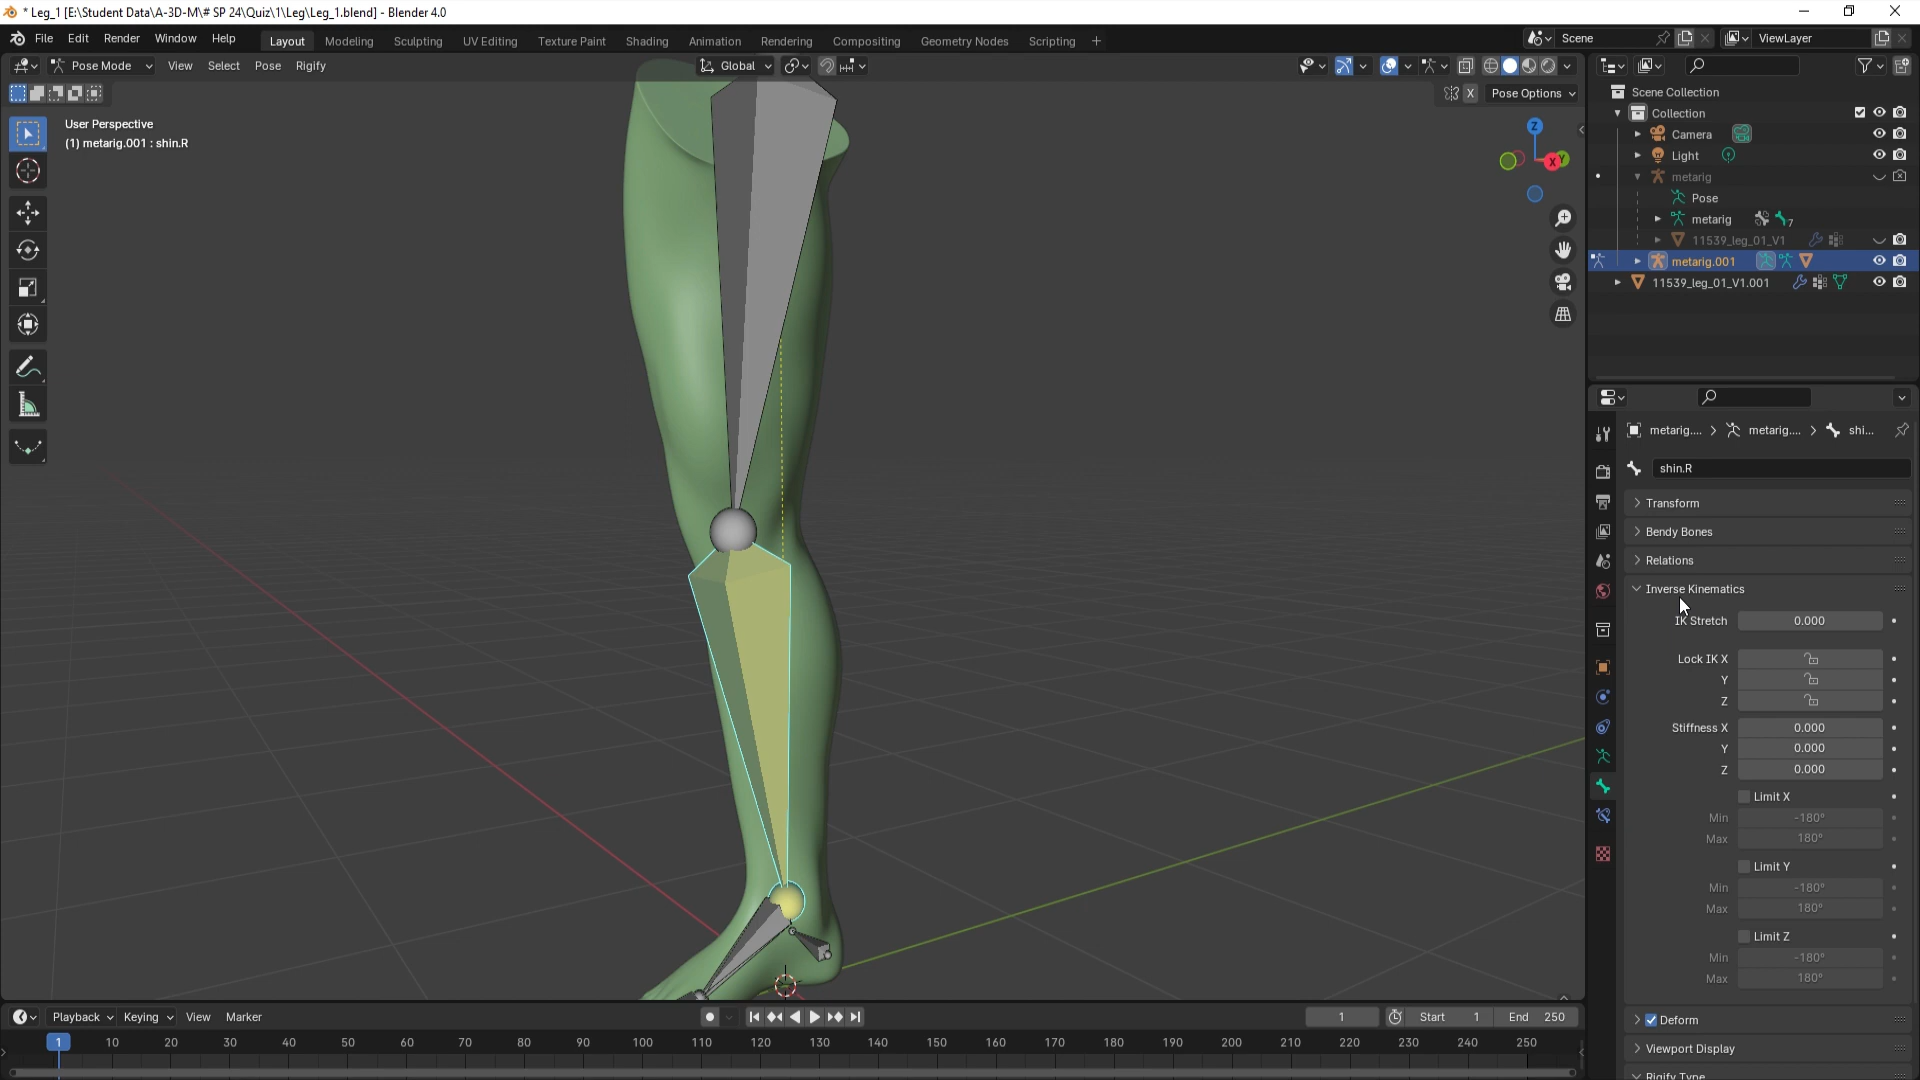 * Leg_1 [E:\Student Data\A-3D-M\# SP 24\Quiz\1\Leg\Leg_1.blend] - Blender 4.0
File Edit Render Window Help Layout Modeling Sculpting UV Editing Texture Paint Shading Animation Rendering Compositing Geometry Nodes Scripting + Scene ViewLayer
Pose Mode View Select Pose Rigify Global
X Pose Options
User Perspective
(1) metarig.001 : shin.R
Z
X Y
Scene Collection
Collection
Camera
Light
metarig
Pose
metarig 7
11539_leg_01_V1
metarig.001
11539_leg_01_V1.001
metarig.... > metarig.... > shi...
shin.R
Transform
Bendy Bones
Relations
Inverse Kinematics
IK Stretch 0.000
Lock IK X
Y
Z
Stiffness X 0.000
Y 0.000
Z 0.000
Limit X
Min -180°
Max 180°
Limit Y
Min -180°
Max 180°
Limit Z
Min -180°
Max 180°
Deform
Viewport Display
Rigify Type
Playback Keying View Marker 1 Start 1 End 250
1 10 20 30 40 50 60 70 80 90 100 110 120 130 140 150 160 170 180 190 200 210 220 230 240 250